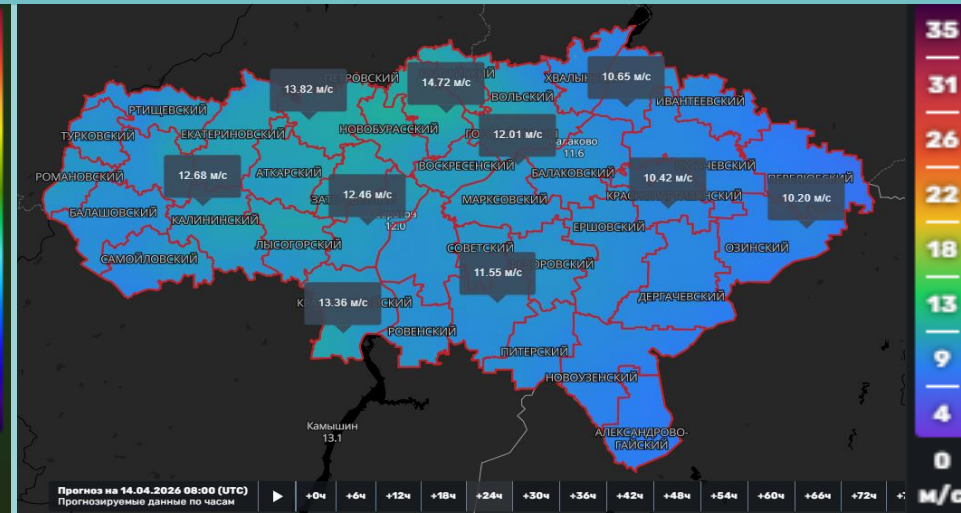 35
31
26
22
18
13
9
4
0
м/с
13.82 м/с
14.72 м/с
10.65 м/с
ВОЛЬСКИЙ
ИВАНТЕЕВСКИЙ
РТИЩЕВСКИЙ
НОВОБУРАССКИЙ
ТУРКОВСКИЙ
ЕКАТЕРИНОВСКИЙ
12.01 м/с
11.6
ВОСКРЕСЕНСКИЙ
РОМАНОВСКИЙ
12.68 м/с
АТКАРСКИЙ
БАЛАКОВСКИЙ
10.42 м/с
12.46 м/с
МАРКСОВСКИЙ
10.20 м/с
БАЛАШОВСКИЙ
КАЛИНИНСКИЙ
12.0
ЕРШОВСКИЙ
ЛЫСОГОРСКИЙ
СОВЕТСКИЙ
ОЗИНСКИЙ
САМОЙЛОВСКИЙ
11.55 м/с
13.36 м/с
ДЕРГАЧЕВСКИЙ
РОВЕНСКИЙ
ПИТЕРСКИЙ
НОВОУЗЕНСКИЙ
Камышин
13.1
АЛЕКСАНДРОВО-
ГАЙСКИЙ
Прогноз на 14.04.2026 08:00 (UTC)
Прогнозируемые данные по часам
+0ч +6ч +12ч +18ч +24ч +30ч +36ч +42ч +48ч +54ч +60ч +66ч +72ч